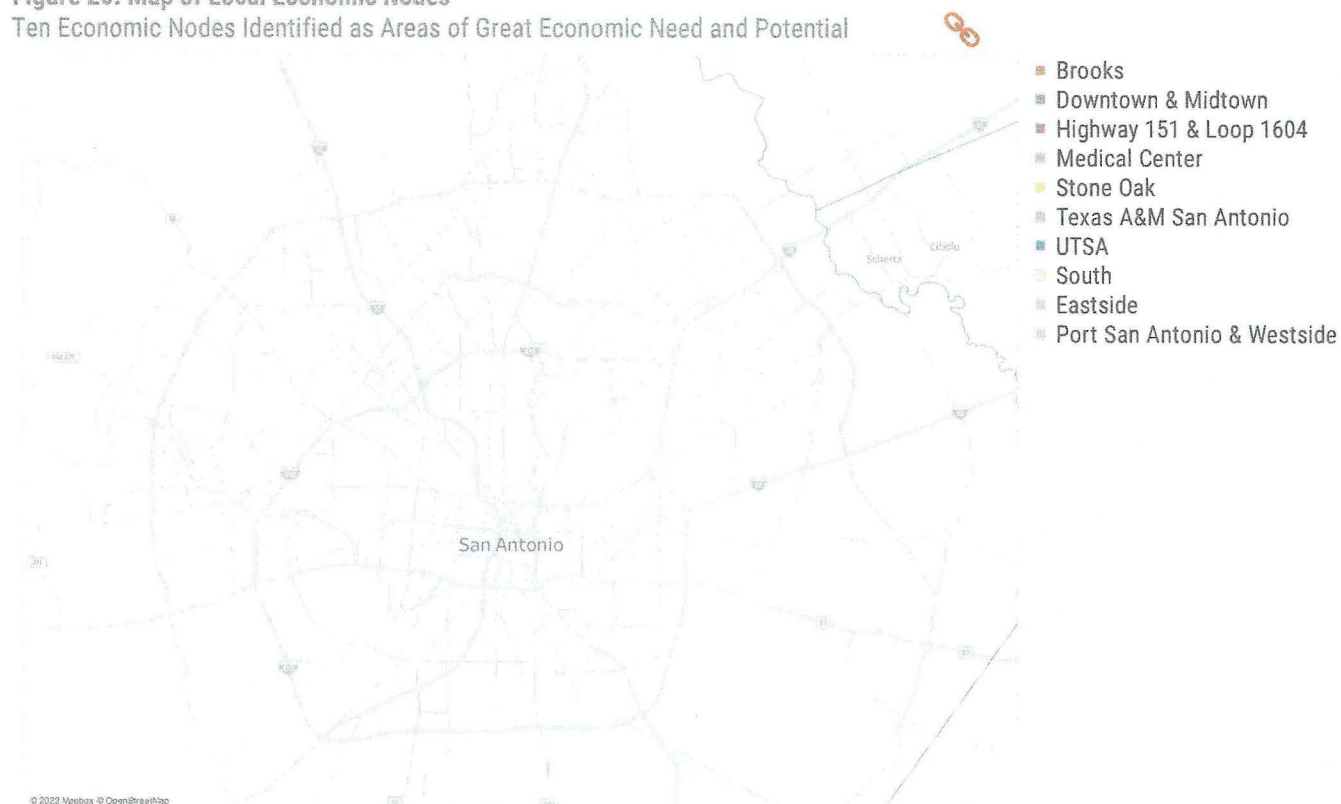 Ten Economic Nodes Identified as Areas of Great Economic Need and Potential
Brooks
Downtown & Midtown
Highway 151 & Loop 1604
Medical Center
Stone Oak
Texas A&M San Antonio
UTSA
South
Eastside
Port San Antonio & Westside
Schertz
Cibolo
San Antonio
© 2022 Mapbox © OpenStreetMap